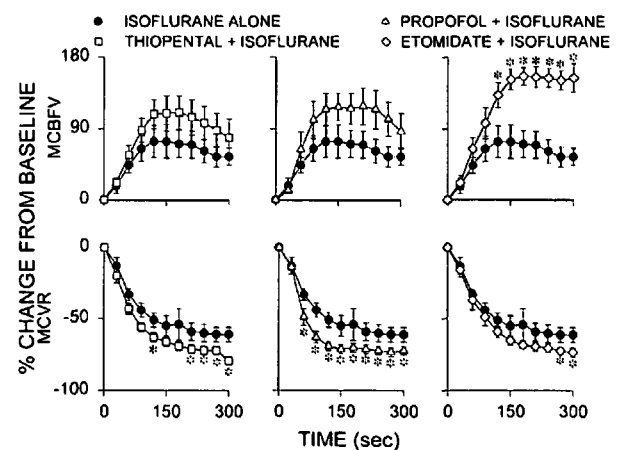 ● ISOFLURANE ALONE △ PROPOFOL + ISOFLURANE
□ THIOPENTAL + ISOFLURANE ◇ ETOMIDATE + ISOFLURANE
% CHANGE FROM BASELINE
MCBFV
180
90
0
* * * * * * *
MCVR
0
-50
-100
* * * * *
* * * * * * * * *
* *
0 150 300 0 150 300 0 150 300
TIME (sec)